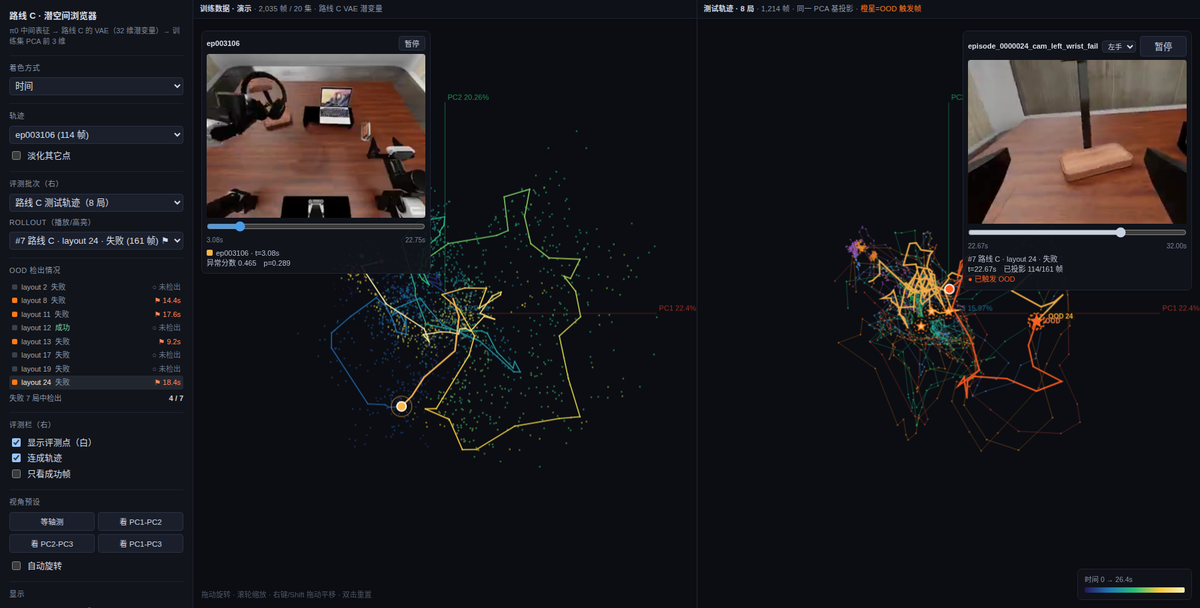 路线 C · 潜空间浏览器
π0 中间表征 → 路线 C 的 VAE（32 维潜变量）→ 训
练集 PCA 前 3 维
着色方式
时间
轨迹
ep003106 (114 帧)
淡化其它点
评测批次（右）
路线 C 测试轨迹（8 局）
ROLLOUT（播放/高亮）
#7 路线 C · layout 24 · 失败 (161 帧) ⚑
OOD 检出情况
layout 2 失败 ○ 未检出
layout 8 失败 ⚑ 14.4s
layout 11 失败 ⚑ 17.6s
layout 12 成功 ○ 未检出
layout 13 失败 ⚑ 9.2s
layout 17 失败 ○ 未检出
layout 19 失败 ○ 未检出
layout 24 失败 ⚑ 18.4s
失败 7 局中检出 4 / 7
评测栏（右）
显示评测点（白）
连成轨迹
只看成功帧
视角预设
等轴测 看 PC1-PC2
看 PC2-PC3 看 PC1-PC3
自动旋转
显示
训练数据 · 演示 · 2,035 帧 / 20 集 · 路线 C VAE 潜变量
ep003106 暂停
3.08s 22.75s
ep003106 · t=3.08s
异常分数 0.465 p=0.289
PC2 20.26%
PC1 22.4%
拖动旋转 · 滚轮缩放 · 右键/Shift 拖动平移 · 双击重置
测试轨迹 · 8 局 · 1,214 帧 · 同一 PCA 基投影 · 橙星=OOD 触发帧
episode_0000024_cam_left_wrist_fail 左手 暂停
22.67s 32.00s
#7 路线 C · layout 24 · 失败
t=22.67s 已投影 114/161 帧
● 已触发 OOD
15.97%
OOD 24
PC1 22.4%
时间 0 → 26.4s